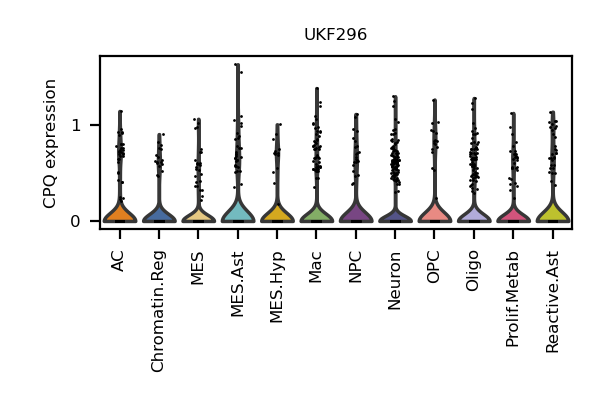 UKF296
CPQ expression
1
0
AC
Chromatin.Reg
MES
MES.Ast
MES.Hyp
Mac
NPC
Neuron
OPC
Oligo
Prolif.Metab
Reactive.Ast